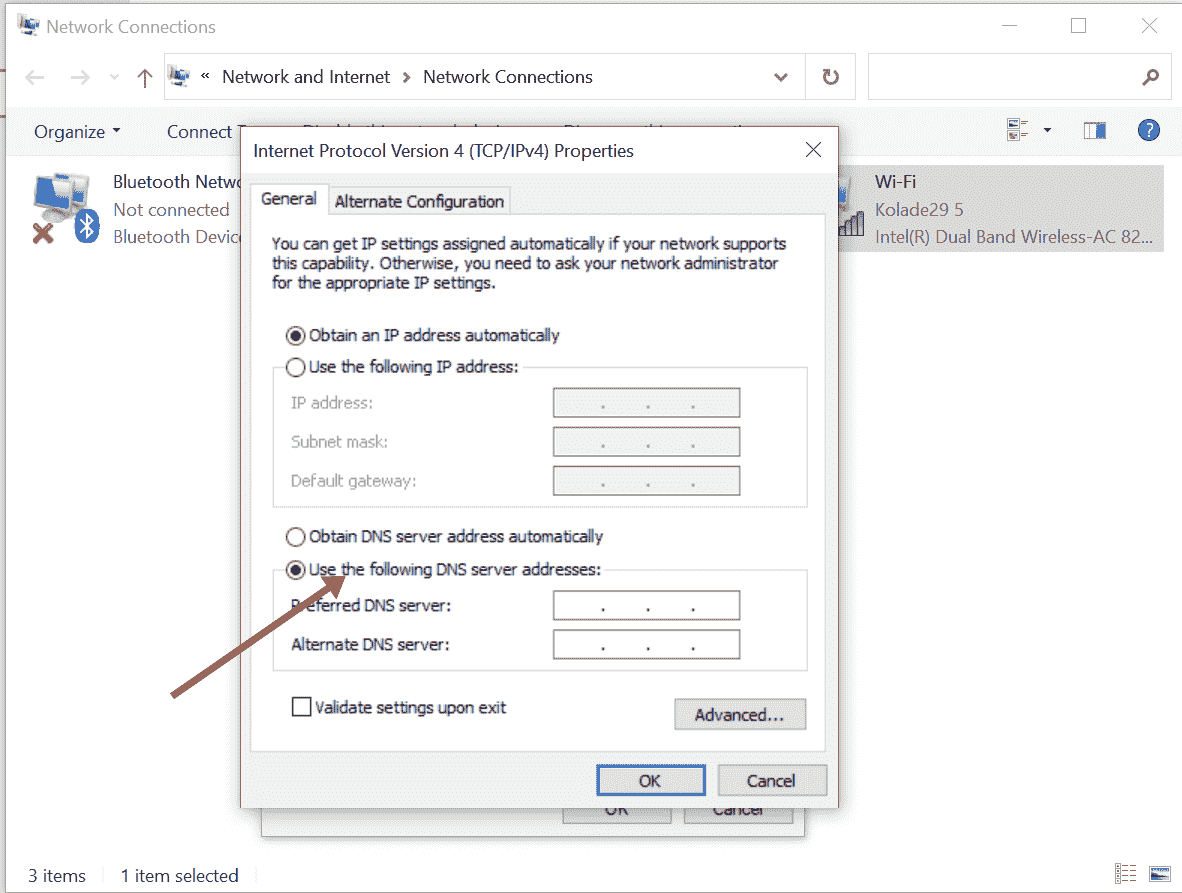 Network Connections
« Network and Internet > Network Connections
Organize
Connect
Bluetooth
Not connected
Bluetooth
Wi-Fi
Kolade29 5
Intel(R) Dual Band Wireless-AC 82...
Internet Protocol Version 4 (TCP/IPv4) Properties
General
Alternate Configuration
You can get IP settings assigned automatically if your network supports
this capability. Otherwise, you need to ask your network administrator
for the appropriate IP settings.
Obtain an IP address automatically
Use the following IP address:
IP address:
Subnet mask:
Default gateway:
Obtain DNS server address automatically
Use the following DNS server addresses:
Preferred DNS server:
Alternate DNS server:
Validate settings upon exit
Advanced...
OK
Cancel
OK
Cancel
3 items
1 item selected